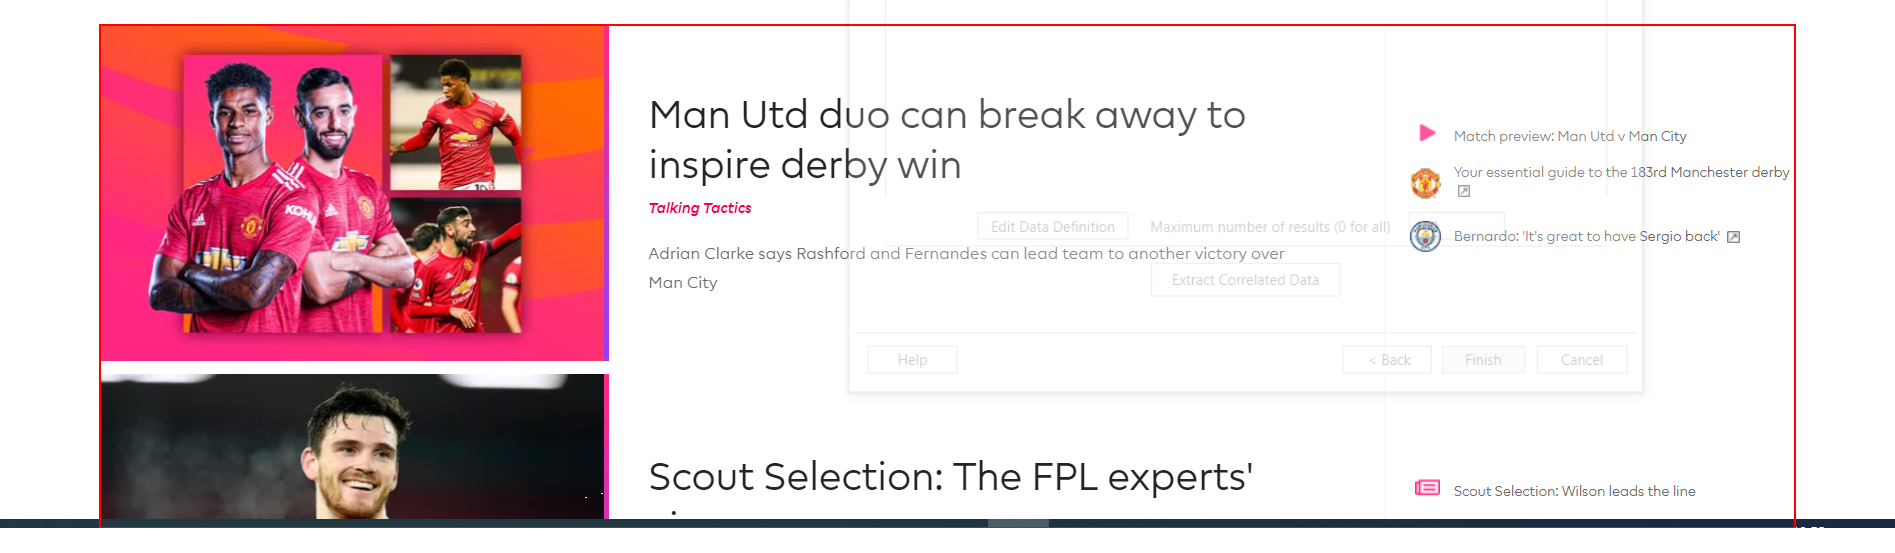 Man Utd duo can break away to
inspire derby win
Talking Tactics
Adrian Clarke says Rashford and Fernandes can lead team to another victory over
Man City
Match preview: Man Utd v Man City
Your essential guide to the 183rd Manchester derby
Bernardo: 'It's great to have Sergio back'
Edit Data Definition
Maximum number of results (0 for all)
Extract Correlated Data
Help
< Back
Finish
Cancel
Scout Selection: The FPL experts'
Scout Selection: Wilson leads the line